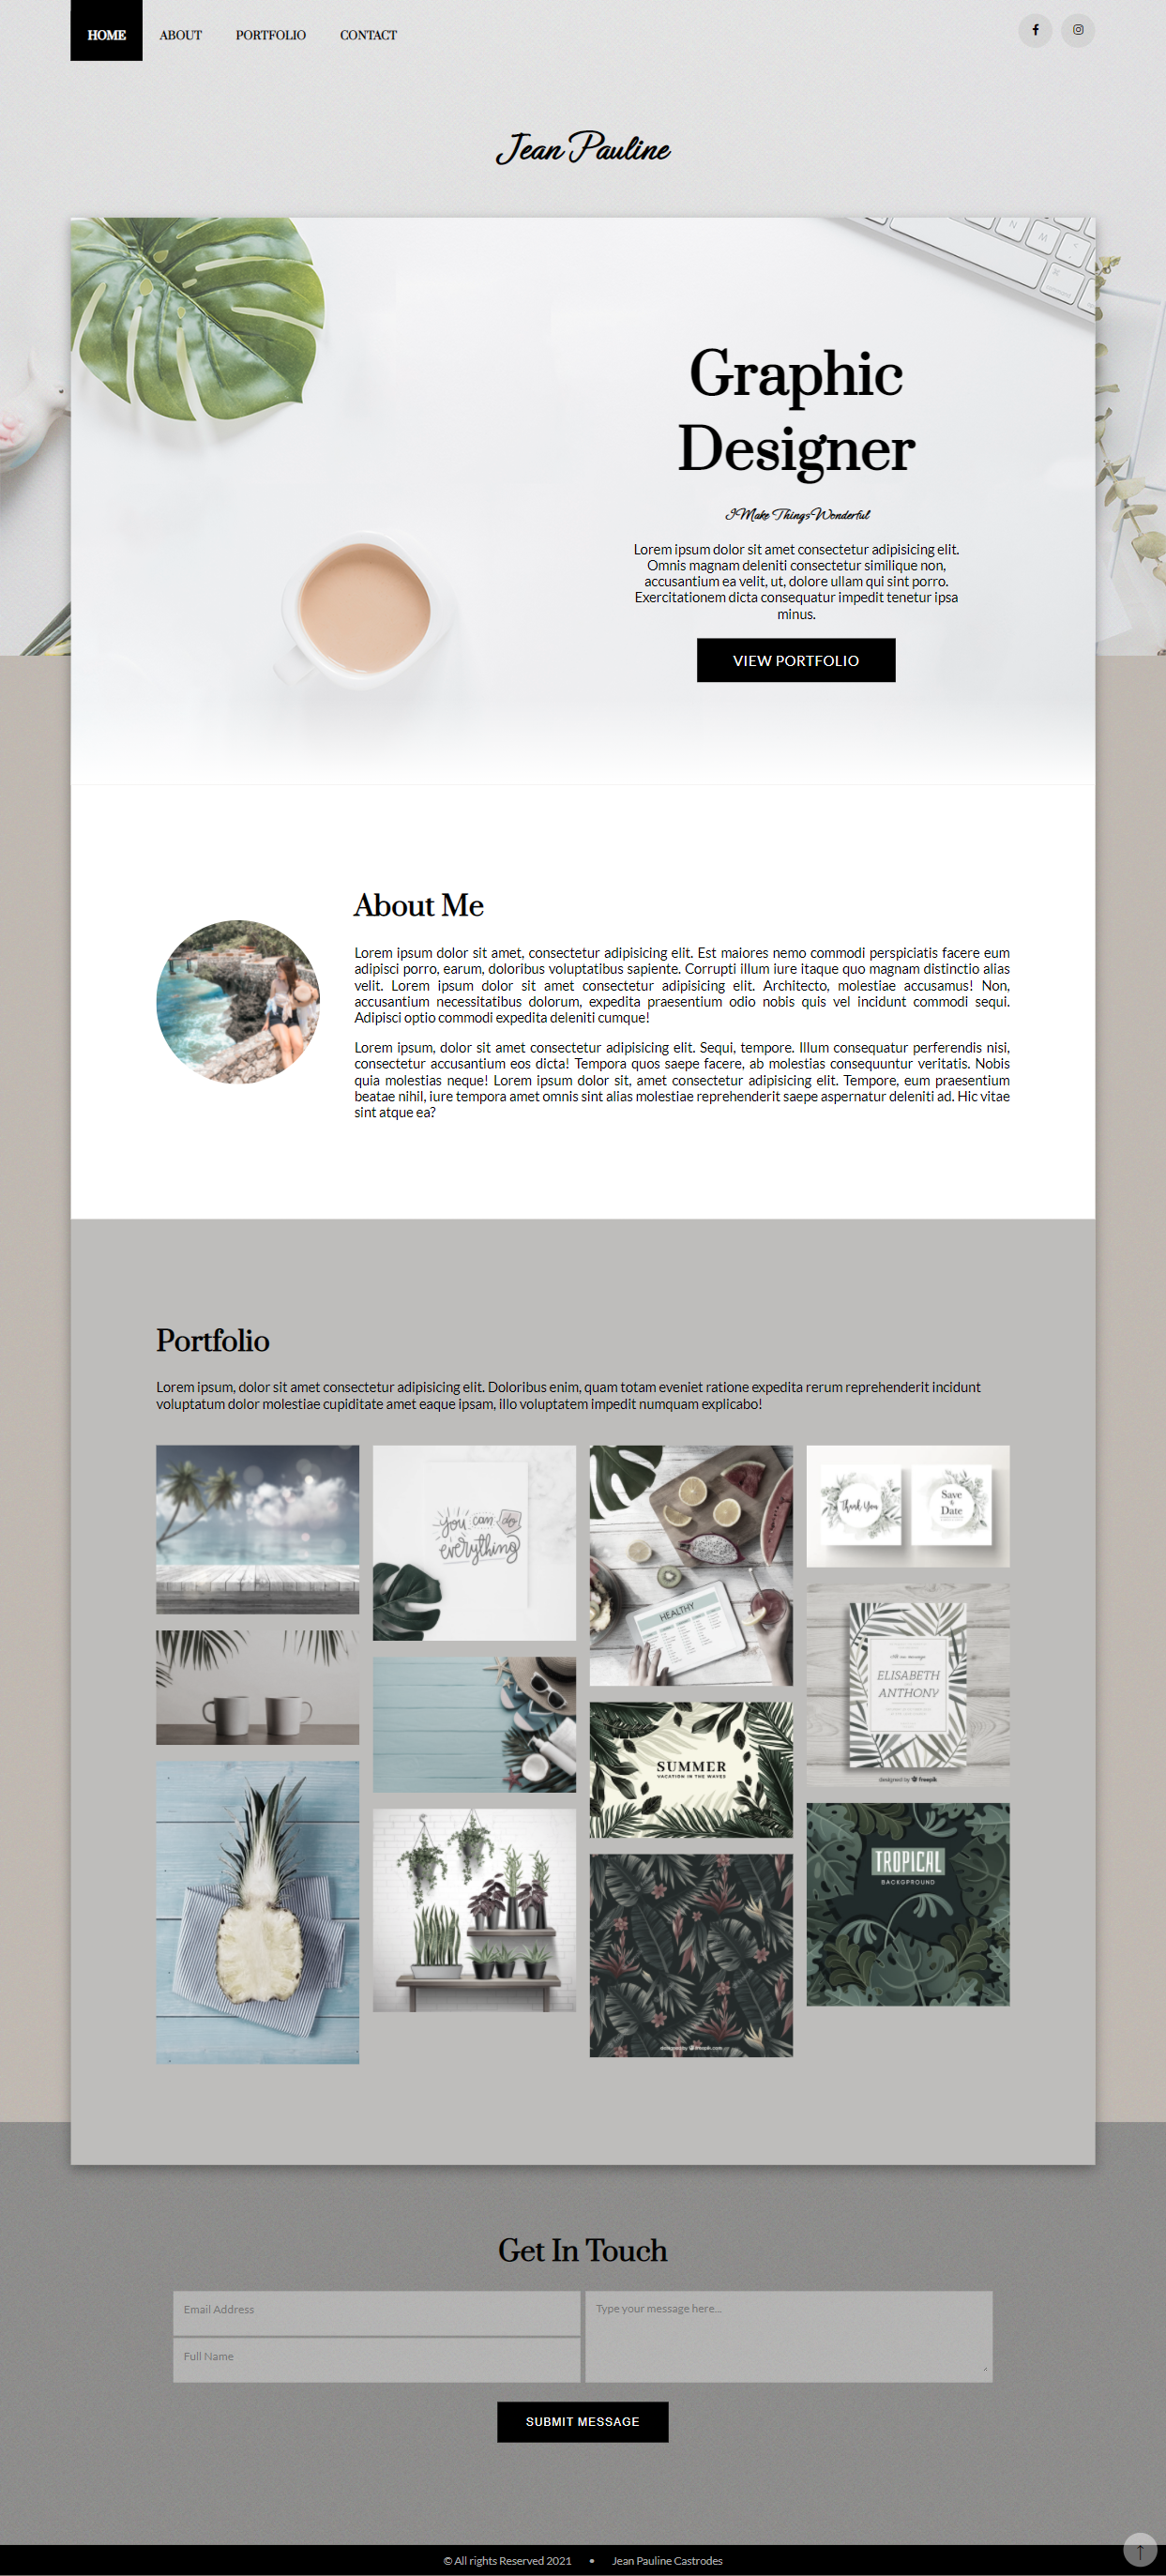 HOME ABOUT PORTFOLIO CONTACT
Jean Pauline
Graphic
Designer
I Make Things Wonderful
Lorem ipsum dolor sit amet consectetur adipisicing elit.
Omnis magnam deleniti consectetur similique non,
accusantium ea velit, ut, dolore ullam qui sint porro.
Exercitationem dicta consequatur impedit tenetur ipsa
minus.
VIEW PORTFOLIO
About Me
Lorem ipsum dolor sit amet, consectetur adipisicing elit. Est maiores nemo commodi perspiciatis facere eum
adipisci porro, earum, doloribus voluptatibus sapiente. Corrupti illum iure itaque quo magnam distinctio alias
velit. Lorem ipsum dolor sit amet consectetur adipisicing elit. Architecto, molestiae accusamus! Non,
accusantium necessitatibus dolorum, expedita praesentium odio nobis quis vel incidunt commodi sequi.
Adipisci optio commodi expedita deleniti cumque!
Lorem ipsum, dolor sit amet consectetur adipisicing elit. Sequi, tempore. Illum consequatur perferendis nisi,
consectetur accusantium eos dicta! Tempora quos saepe facere, ab molestias consequuntur veritatis. Nobis
quia molestias neque! Lorem ipsum dolor sit, amet consectetur adipisicing elit. Tempore, eum praesentium
beatae nihil, iure tempora amet omnis sint alias molestiae reprehenderit saepe aspernatur deleniti ad. Hic vitae
sint atque ea?
Portfolio
Lorem ipsum, dolor sit amet consectetur adipisicing elit. Doloribus enim, quam totam eveniet ratione expedita rerum reprehenderit incidunt
voluptatum dolor molestiae cupiditate amet eaque ipsam, illo voluptatem impedit numquam explicabo!
you can do
everything
HEALTHY
Thank You
Save
Date
ELISABETH
ANTHONY
designed by freepik
SUMMER
VACATION IN THE WAVES
TROPICAL
BACKGROUND
designed by freepik.com
Get In Touch
Email Address
Full Name
Type your message here...
SUBMIT MESSAGE
© All rights Reserved 2021 • Jean Pauline Castrodes